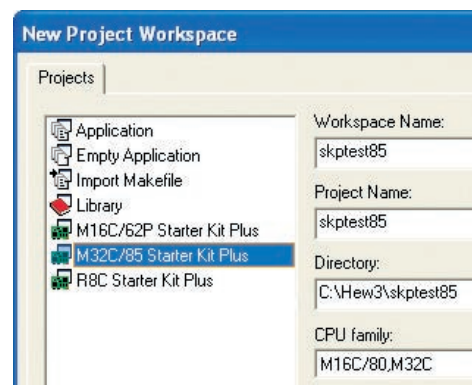 New Project Workspace
Projects
Application
Empty Application
Import Makefile
Library
M16C/62P Starter Kit Plus
M32C/85 Starter Kit Plus
R8C Starter Kit Plus
Workspace Name:
skptest85
Project Name:
skptest85
Directory:
C:\Hew3\skptest85
CPU family:
M16C/80,M32C